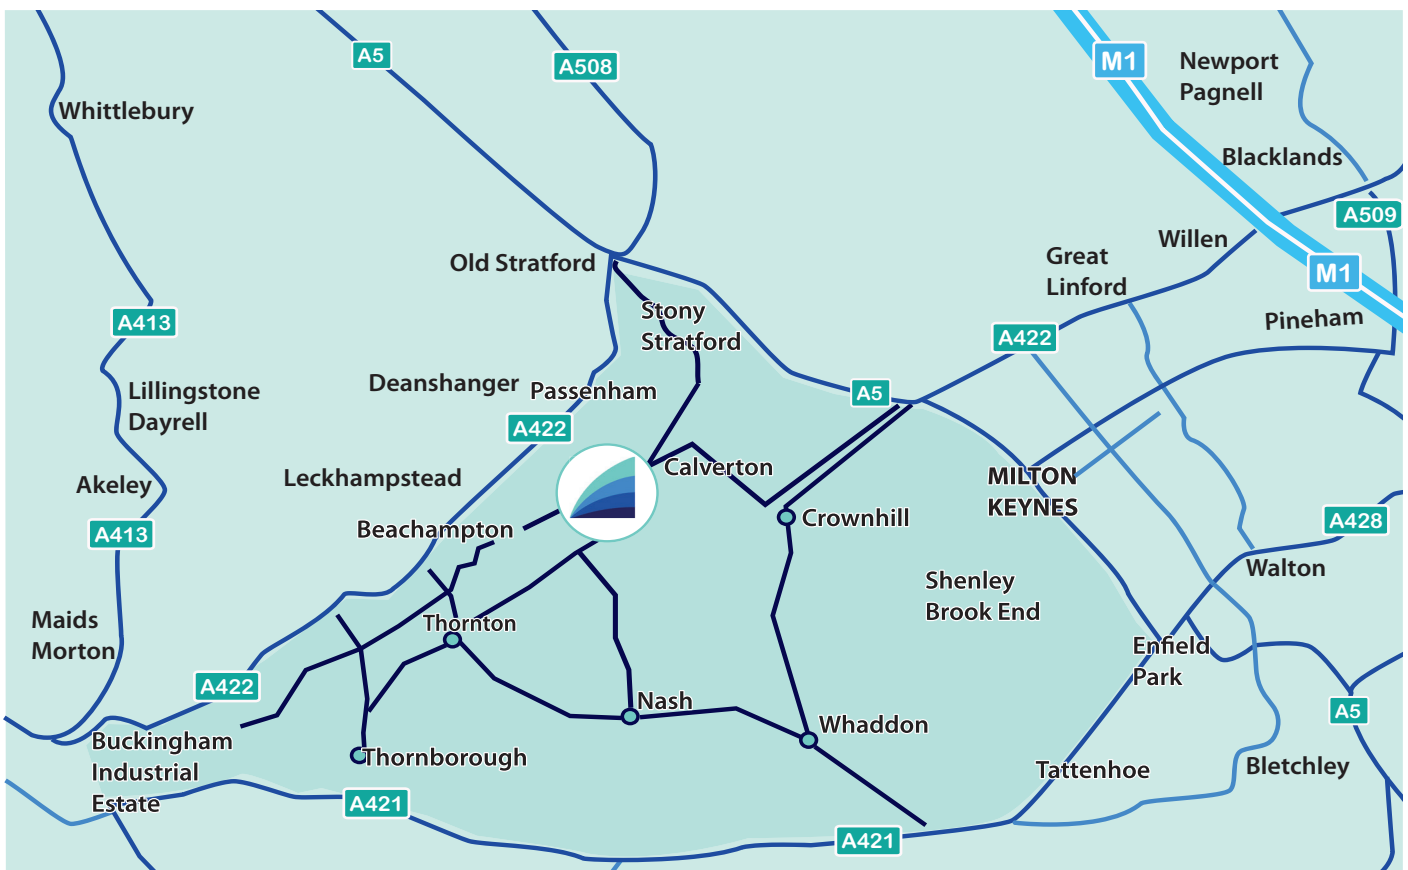 A5
A508
M1
Newport
Pagnell
Whittlebury
Blacklands
A509
Willen
Old Stratford
Great
Linford
M1
Stony
Stratford
A413
Pineham
A422
Deanshanger
Passenham
A5
Lillingstone
Dayrell
A422
Calverton
Leckhampstead
MILTON
KEYNES
Akeley
A413
Beachampton
Crownhill
A428
Walton
Shenley
Brook End
Maids
Morton
Thornton
Enfield
Park
A422
Nash
A5
Whaddon
Buckingham
Industrial
Estate
Thornborough
Tattenhoe
Bletchley
A421
A421